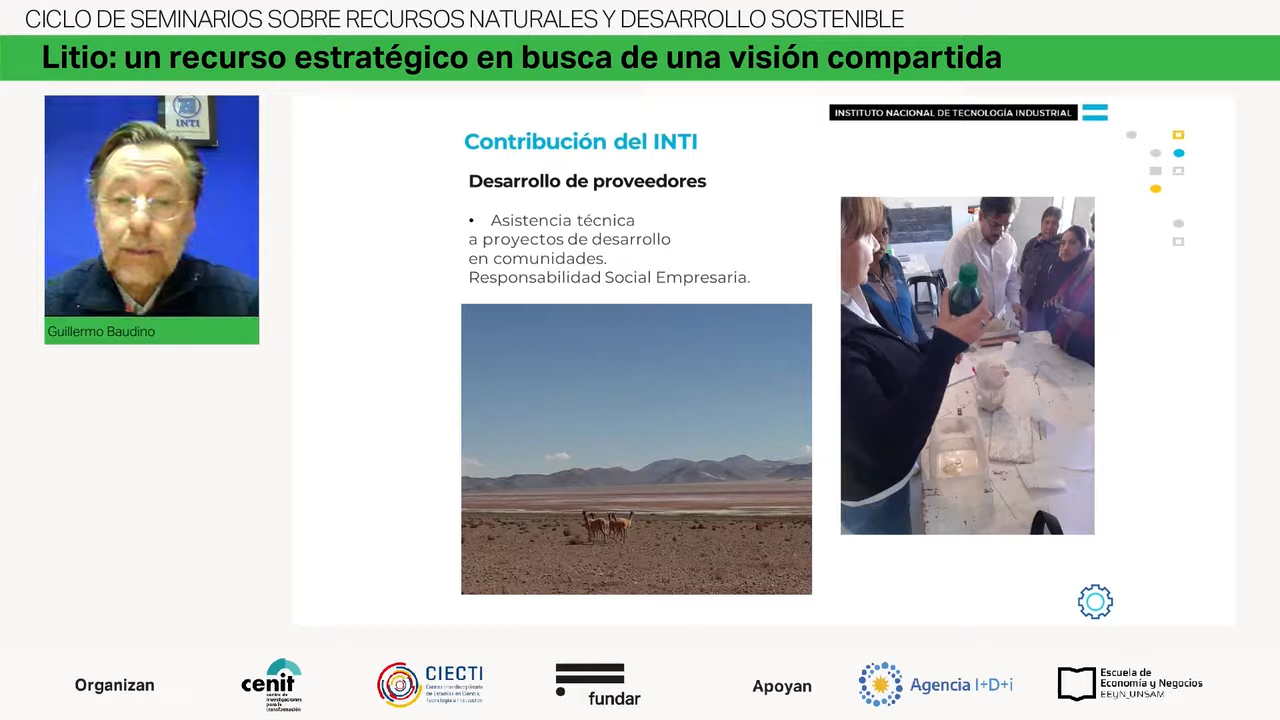 CICLO DE SEMINARIOS SOBRE RECURSOS NATURALES Y DESARROLLO SOSTENIBLE
Litio: un recurso estratégico en busca de una visión compartida
INTI
Guillermo Baudino
INSTITUTO NACIONAL DE TECNOLOGÍA INDUSTRIAL
Contribución del INTI
Desarrollo de proveedores
• Asistencia técnica
a proyectos de desarrollo
en comunidades.
Responsabilidad Social Empresaria.
Organizan
cenit
centro de
investigaciones
para la
transformación
CIECTI
Centro Interdisciplinario
de Estudios en Ciencia,
Tecnología e Innovación
fundar
Apoyan
Agencia I+D+i
Escuela de
Economía y Negocios
EEyN_UNSAM